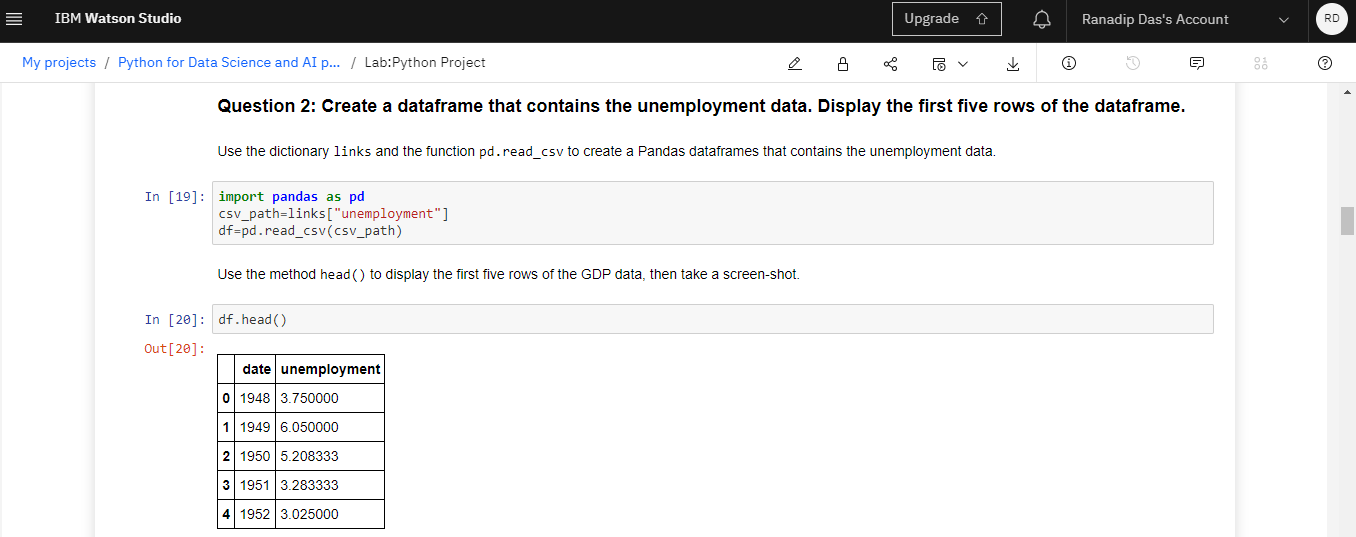 IBM Watson Studio
Upgrade
Ranadip Das's Account
RD
My projects / Python for Data Science and AI p... / Lab:Python Project
Question 2: Create a dataframe that contains the unemployment data. Display the first five rows of the dataframe.
Use the dictionary links and the function pd.read_csv to create a Pandas dataframes that contains the unemployment data.
In [19]: import pandas as pd
csv_path=links["unemployment"]
df=pd.read_csv(csv_path)
Use the method head() to display the first five rows of the GDP data, then take a screen-shot.
In [20]: df.head()
Out[20]:
date unemployment
0 1948 3.750000
1 1949 6.050000
2 1950 5.208333
3 1951 3.283333
4 1952 3.025000